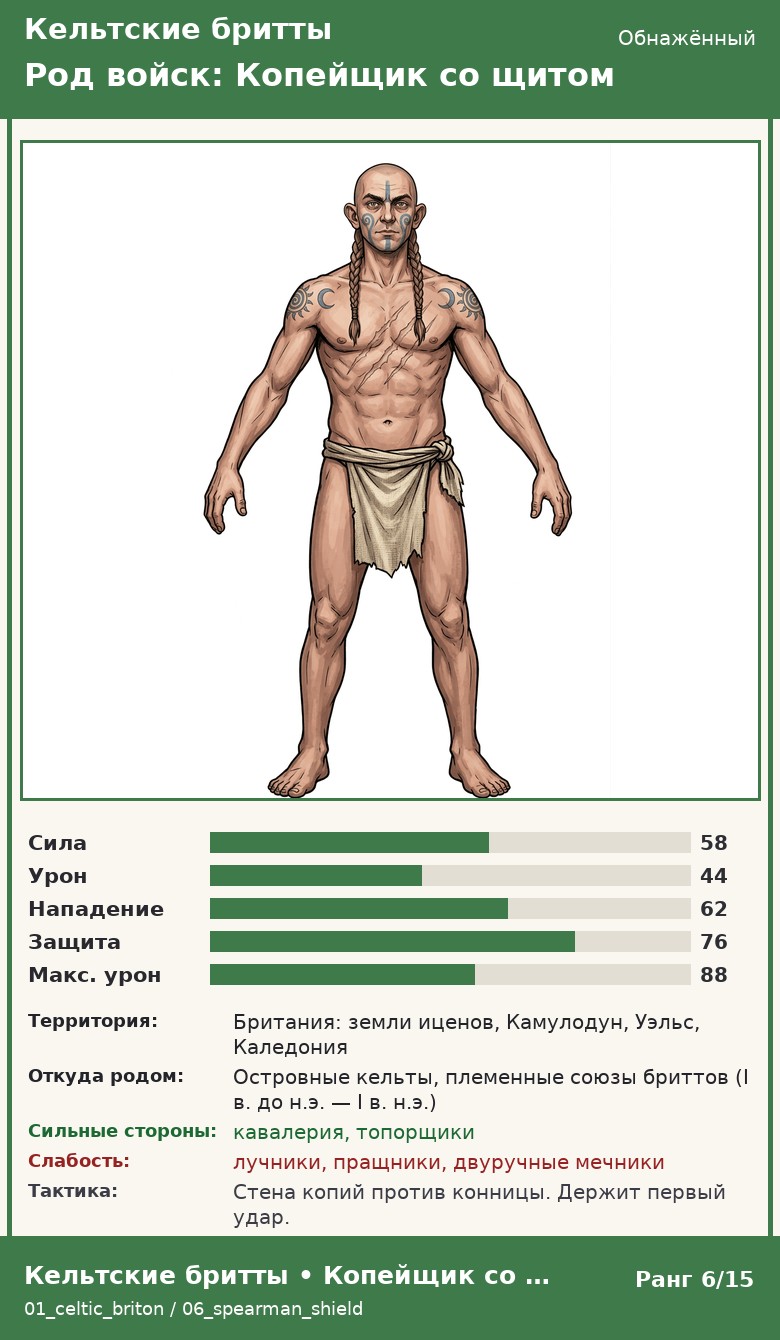 Кельтские бритты
Обнажённый
Род войск: Копейщик со щитом
Сила 58
Урон 44
Нападение 62
Защита 76
Макс. урон 88
Территория: Британия: земли иценов, Камулодун, Уэльс,
Каледония
Откуда родом: Островные кельты, племенные союзы бриттов (I
в. до н.э. — I в. н.э.)
Сильные стороны: кавалерия, топорщики
Слабость: лучники, пращники, двуручные мечники
Тактика: Стена копий против конницы. Держит первый
удар.
Кельтские бритты • Копейщик со ...
Ранг 6/15
01_celtic_briton / 06_spearman_shield